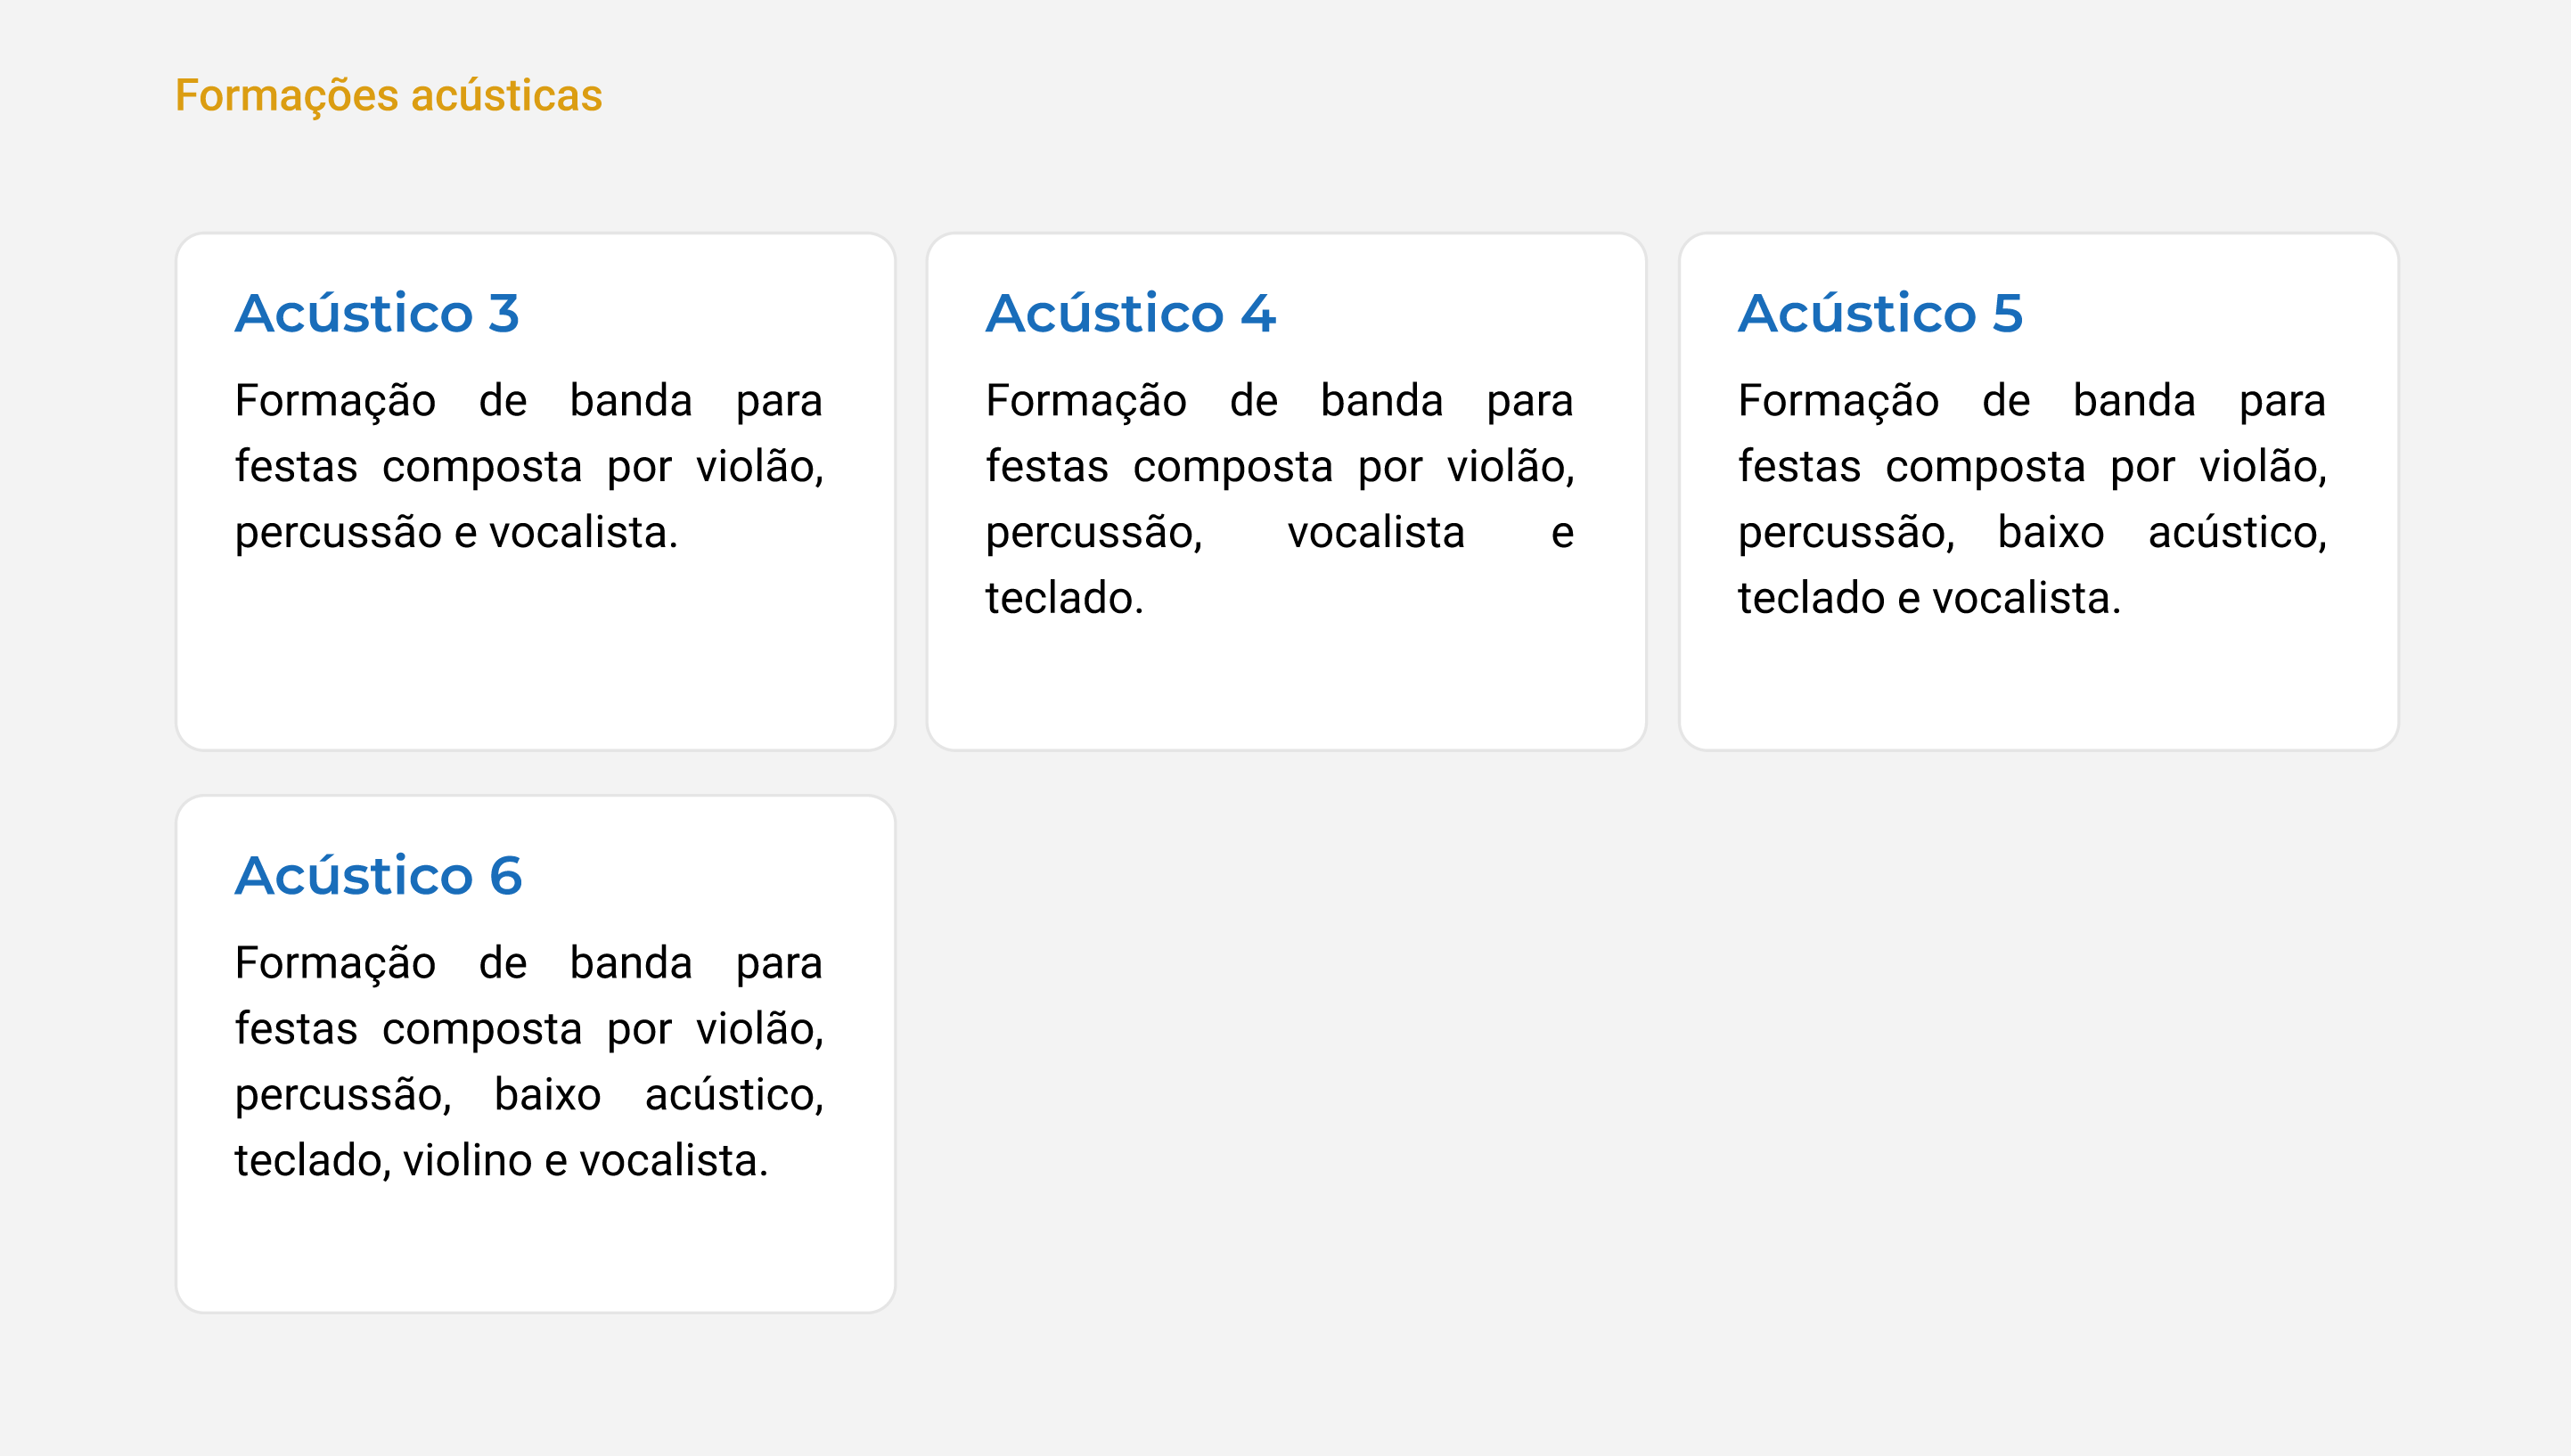 Formações acústicas
Acústico 3
Formação de banda para
festas composta por violão,
percussão e vocalista.
Acústico 4
Formação de banda para
festas composta por violão,
percussão, vocalista e
teclado.
Acústico 5
Formação de banda para
festas composta por violão,
percussão, baixo acústico,
teclado e vocalista.
Acústico 6
Formação de banda para
festas composta por violão,
percussão, baixo acústico,
teclado, violino e vocalista.